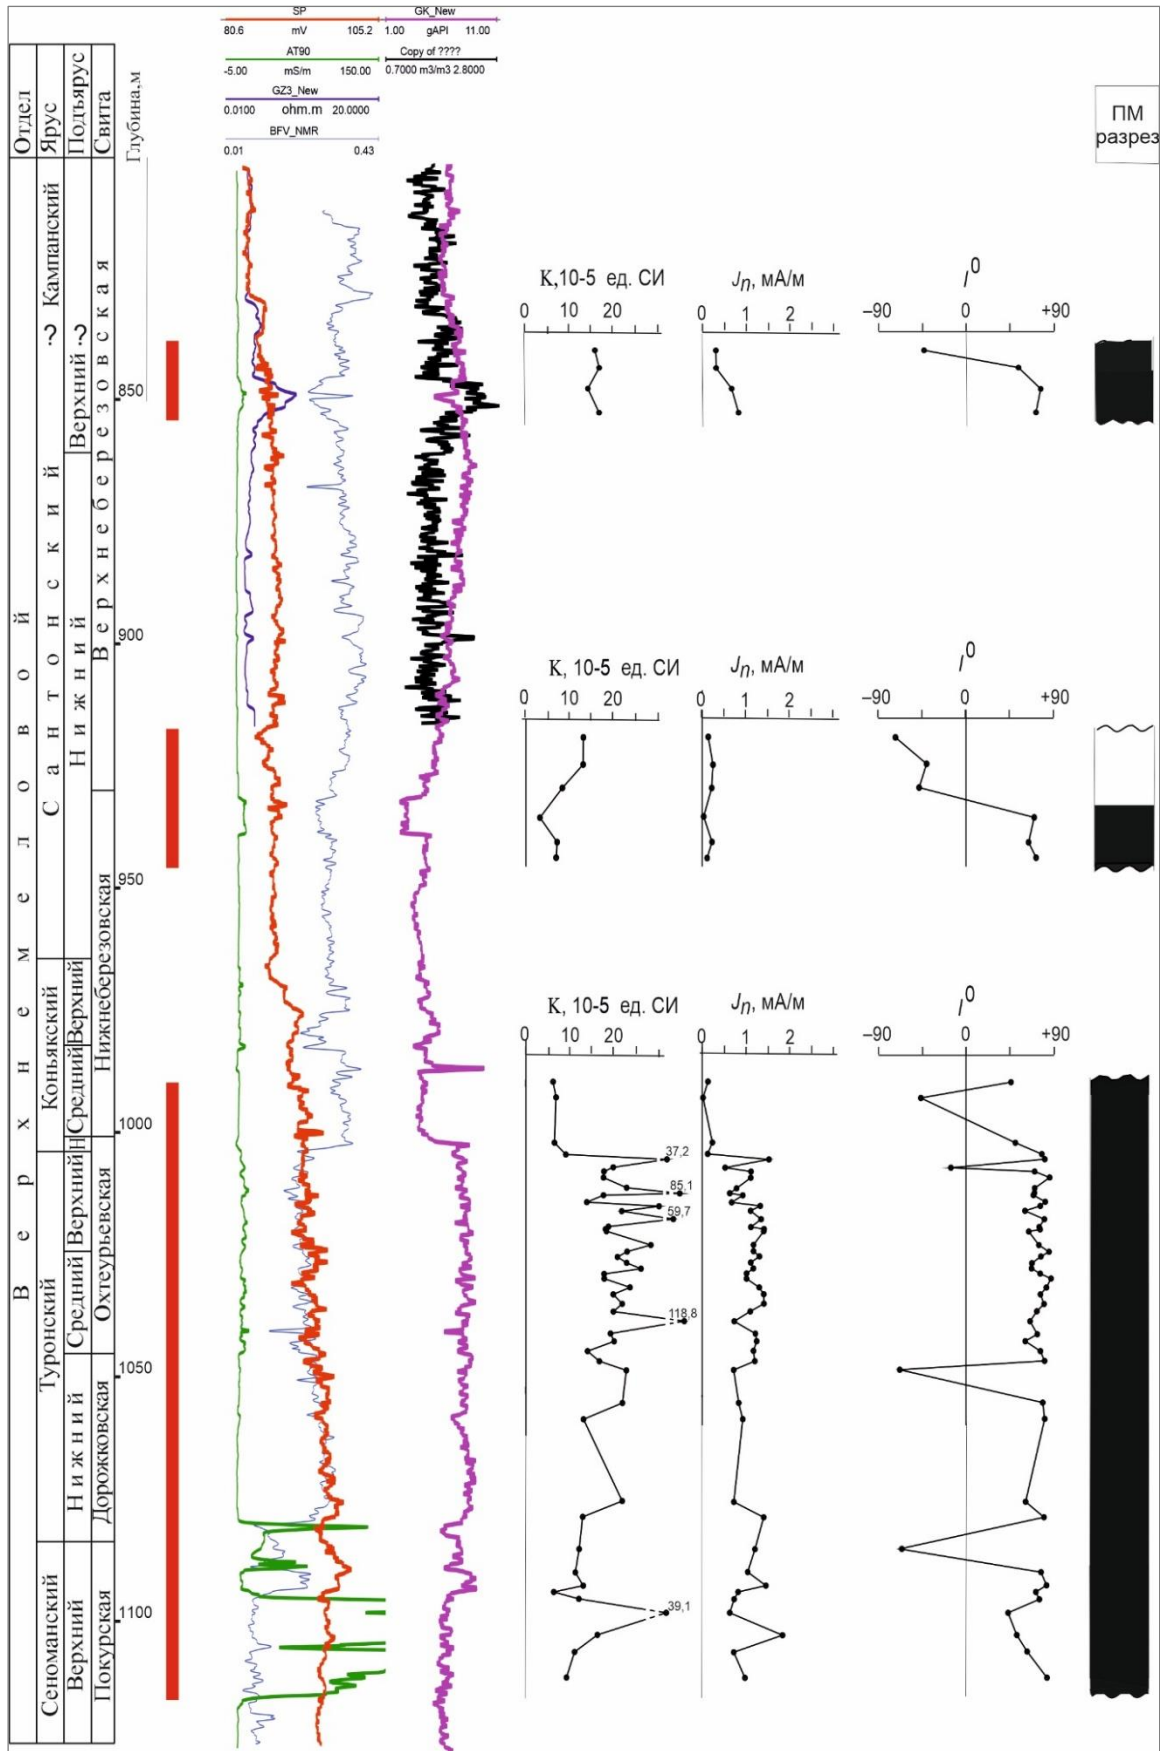 SP
80.6 mV 105.2
AT90
-5.00 mS/m 150.00
GZ3_New
0.0100 ohm.m 20.0000
BFV_NMR
0.01 0.43
GK_New
1.00 gAPI 11.00
Copy of ????
0.7000 m3/m3 2.8000
Отдел
Ярус
Подъярус
Свита
Глубина,м
ПМ
разрез
Верхнемеловой
Кампанский
?
Сантонский
Коньякский
Туронский
Сеноманский
Верхний ?
Нижний
Верхний
Средний
Н
Верхний
Средний
Нижний
Верхний
Верхнеберезовская
Нижнеберезовская
Охтеурьевская
Дорожковская
Покурская
850
900
950
1000
1050
1100
K,10-5 ед. СИ
0 10 20
Jn, мА/м
0 1 2
I0
−90 0 +90
K, 10-5 ед. СИ
0 10 20
Jn, мА/м
0 1 2
I0
−90 0 +90
K, 10-5 ед. СИ
0 10 20
Jn, мА/м
0 1 2
I0
−90 0 +90
37,2
85,1
59,7
118,8
39,1